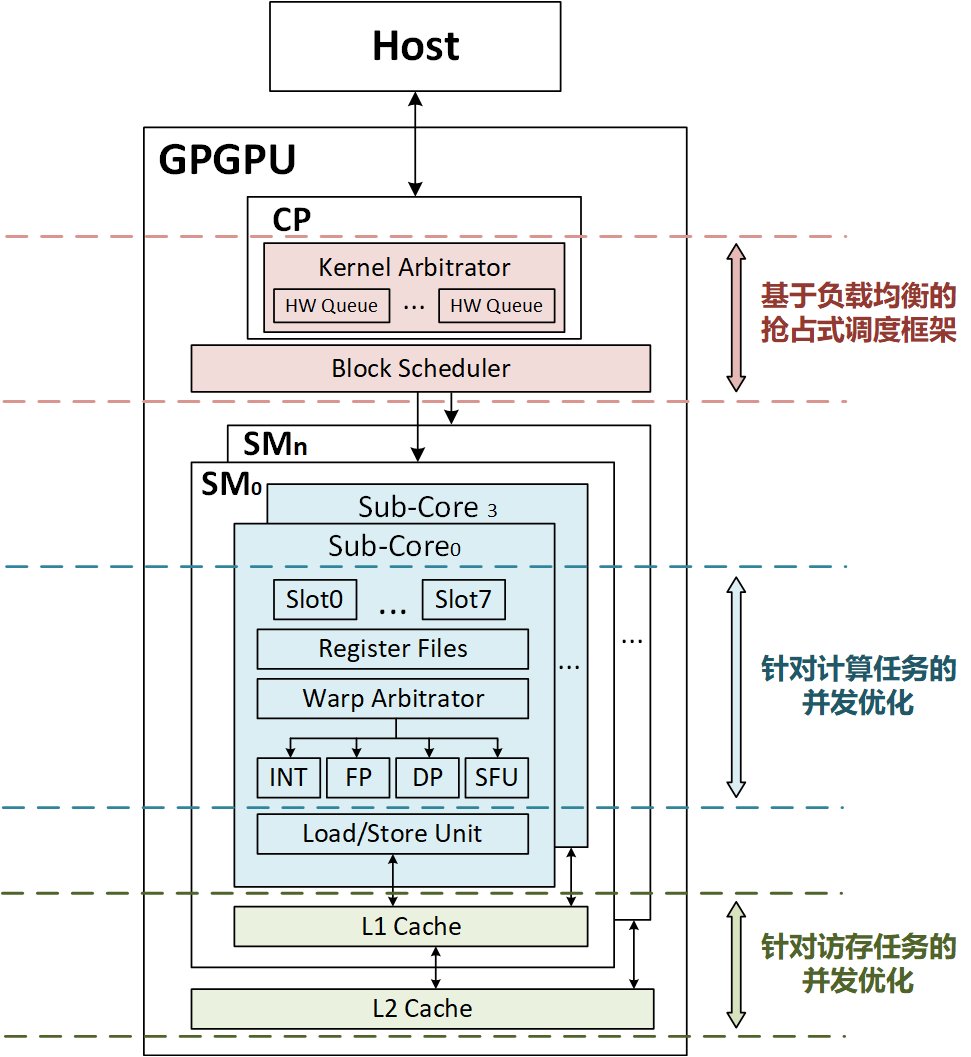 Host
GPGPU
CP
Kernel Arbitrator
HW Queue ... HW Queue
基于负载均衡的
抢占式调度框架
Block Scheduler
SMn
SM0
Sub-Core 3
Sub-Core0
Slot0 ... Slot7
...
Register Files
...
Warp Arbitrator
针对计算任务的
并发优化
INT FP DP SFU
Load/Store Unit
L1 Cache
针对访存任务的
并发优化
L2 Cache